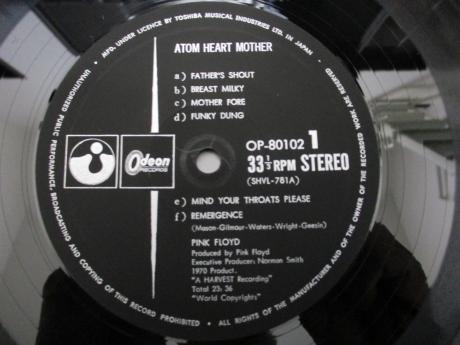 MFD. UNDER LICENCE BY TOSHIBA MUSICAL INDUSTRIES LTD. IN JAPAN • ALL RIGHTS OF THE MANUFACTURER AND OF THE OWNER OF THE RECORDED WORK ARE RESERVED
UNAUTHORIZED PUBLIC PERFORMANCE, BROADCASTING AND COPYING OF THIS RECORD PROHIBITED •
ATOM HEART MOTHER
a) FATHER'S SHOUT
b) BREAST MILKY
c) MOTHER FORE
d) FUNKY DUNG
OP-80102 1
33 1/3 RPM STEREO
(SHVL-781A)
Odeon
RECORDS
e) MIND YOUR THROATS PLEASE
f) REMERGENCE
(Mason-Gilmour-Waters-Wright-Geesin)
PINK FLOYD
Produced by Pink Floyd
Executive Producer: Norman Smith
1970 Product.
"A HARVEST Recording"
Total 23:36
"World Copyrights"